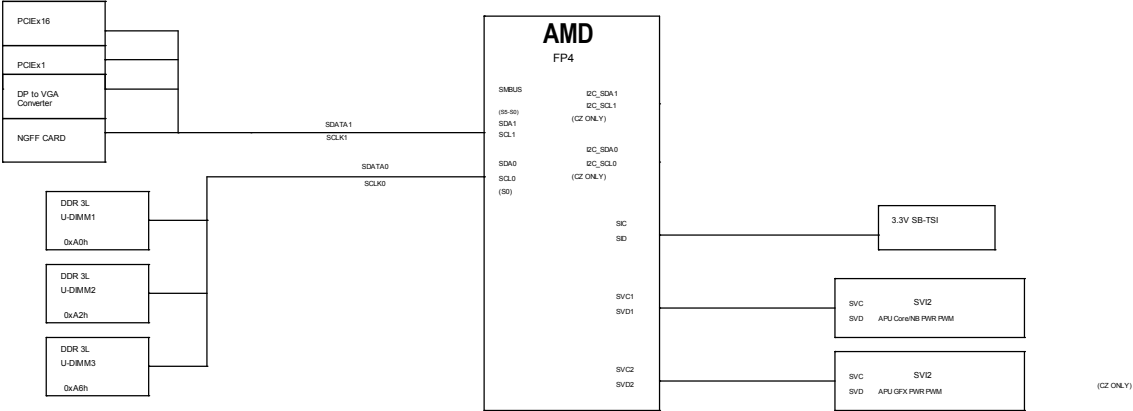 PCIEx16
PCIEx1
DP to VGA
Converter
NGFF CARD
SDATA1
SCLK1
SDATA0
SCLK0
DDR 3L
U-DIMM1
0xA0h
DDR 3L
U-DIMM2
0xA2h
DDR 3L
U-DIMM3
0xA6h
AMD
FP4
SMBUS
(S5-S0)
SDA1
SCL1
SDA0
SCL0
(S0)
I2C_SDA1
I2C_SCL1
(CZ ONLY)
I2C_SDA0
I2C_SCL0
(CZ ONLY)
SIC
SID
SVC1
SVD1
SVC2
SVD2
3.3V SB-TSI
SVC SVI2
SVD APU Core/NB PWR PWM
SVC SVI2
SVD APU GFX PWR PWM
(CZ ONLY)